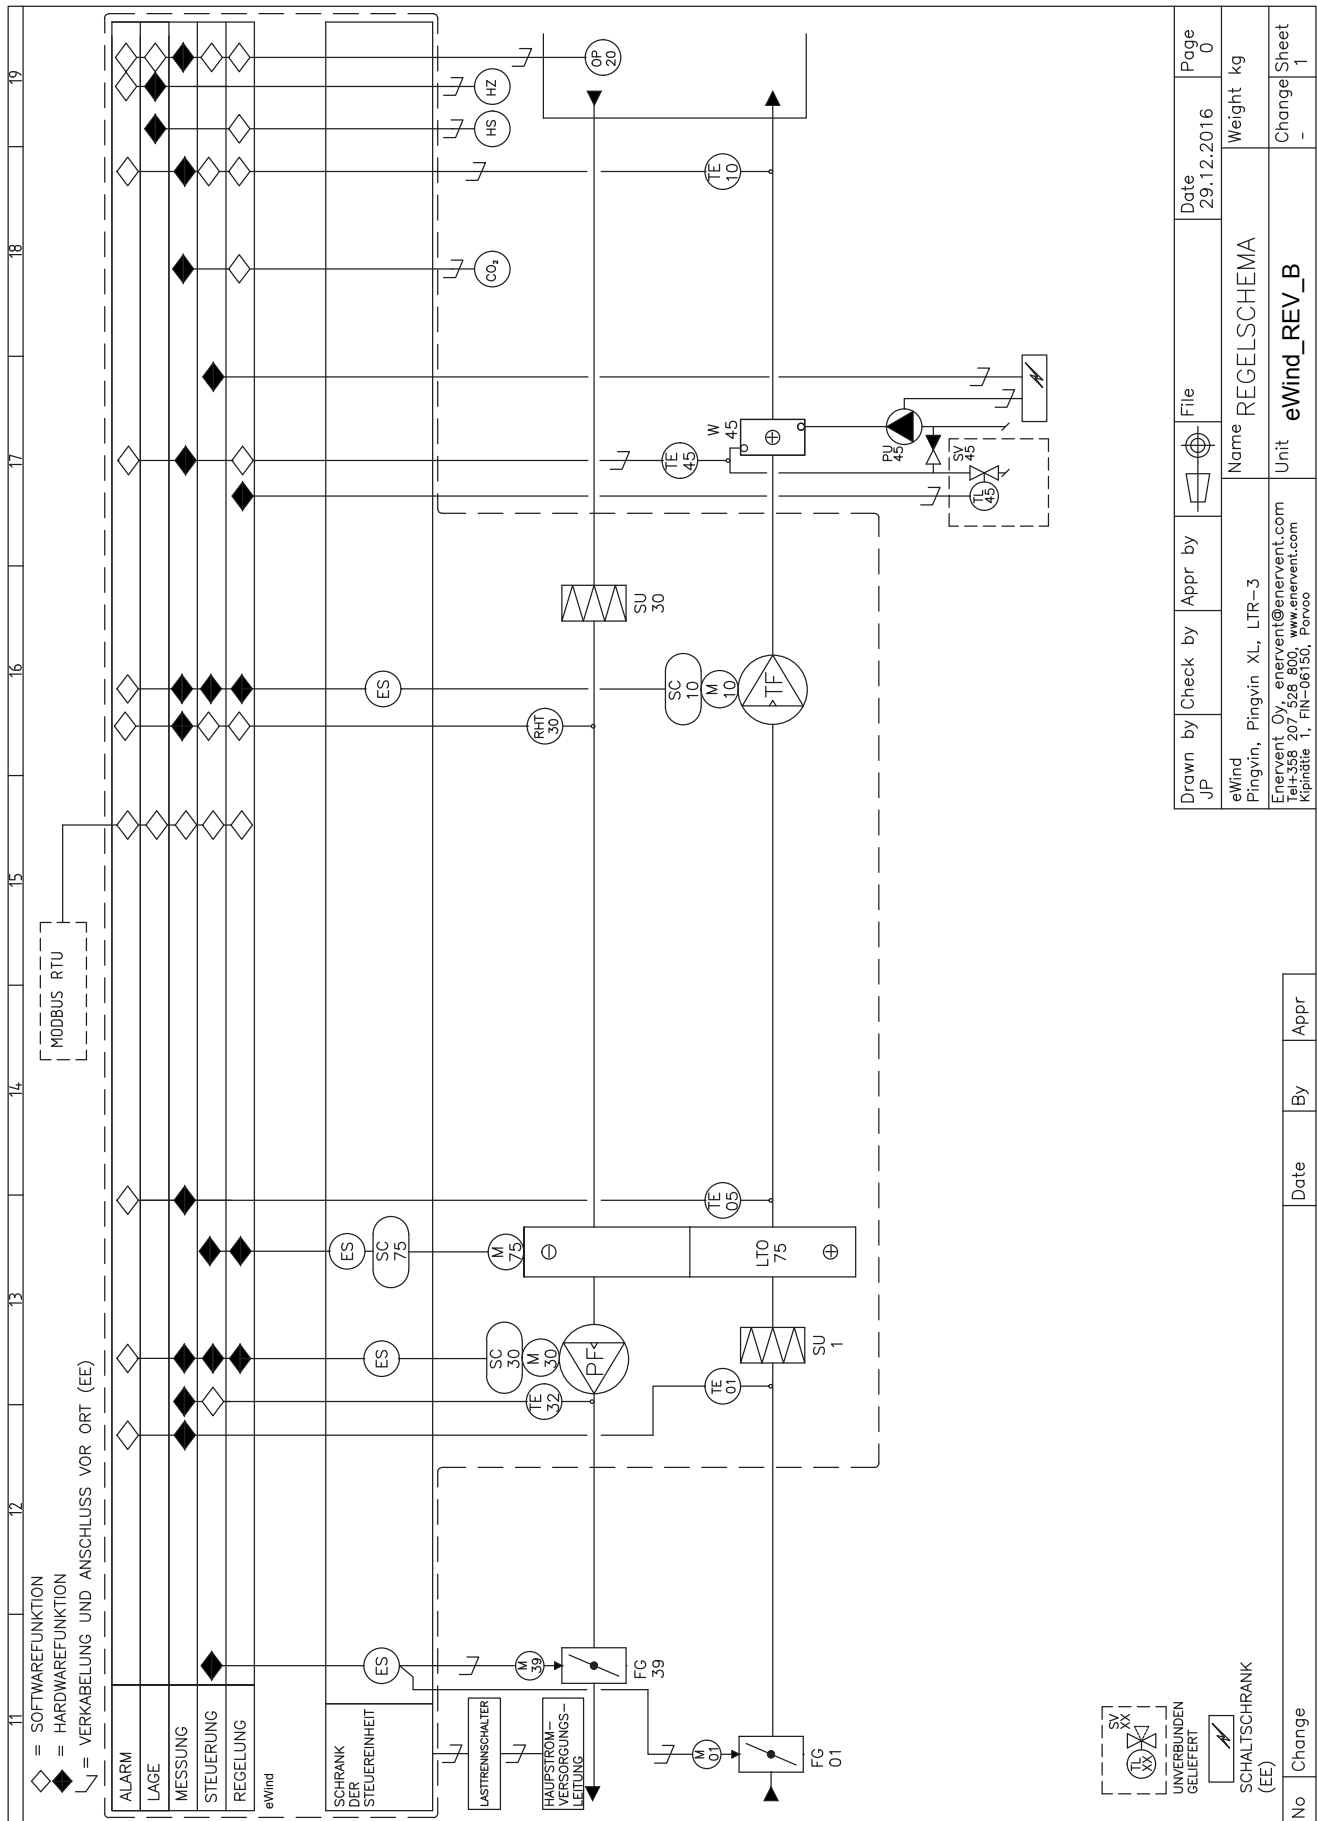 11
12
13
14
15
16
17
18
19
= SOFTWAREFUNKTION
= HARDWAREFUNKTION
= VERKABELUNG UND ANSCHLUSS VOR ORT (EE)
MODBUS RTU
ALARM
LAGE
MESSUNG
STEUERUNG
REGELUNG
eWind
SCHRANK
DER
STEUEREINHEIT
LASTTRENNSCHALTER
HAUPSTROM–
VERSORGUNGS–
LEITUNG
ES
ES
ES
ES
SC
75
SC
30
M
30
M
75
M
39
FG
39
M
01
FG
01
TE
32
PF
TE
01
SU
1
LTO
75
TE
05
RHT
30
SC
10
M
10
TF
SU
30
TE
45
W
45
PU
45
SV
45
TL
45
CO₂
TE
10
HS
HZ
OP
20
SV
XX
TL
XX
UNVERBUNDEN
GELIEFERT
SCHALTSCHRANK
(EE)
No
Change
Date
By
Appr
Drawn by
JP
Check by
Appr by
File
Date
29.12.2016
Page
0
eWind
Pingvin, Pingvin XL, LTR–3
Name
REGELSCHEMA
Weight kg
Enervent Oy, enervent@enervent.com
Tel+358 207 528 800, www.enervent.com
Kipinätie 1, FIN–06150, Porvoo
Unit
eWind_REV_B
Change
-
Sheet
1